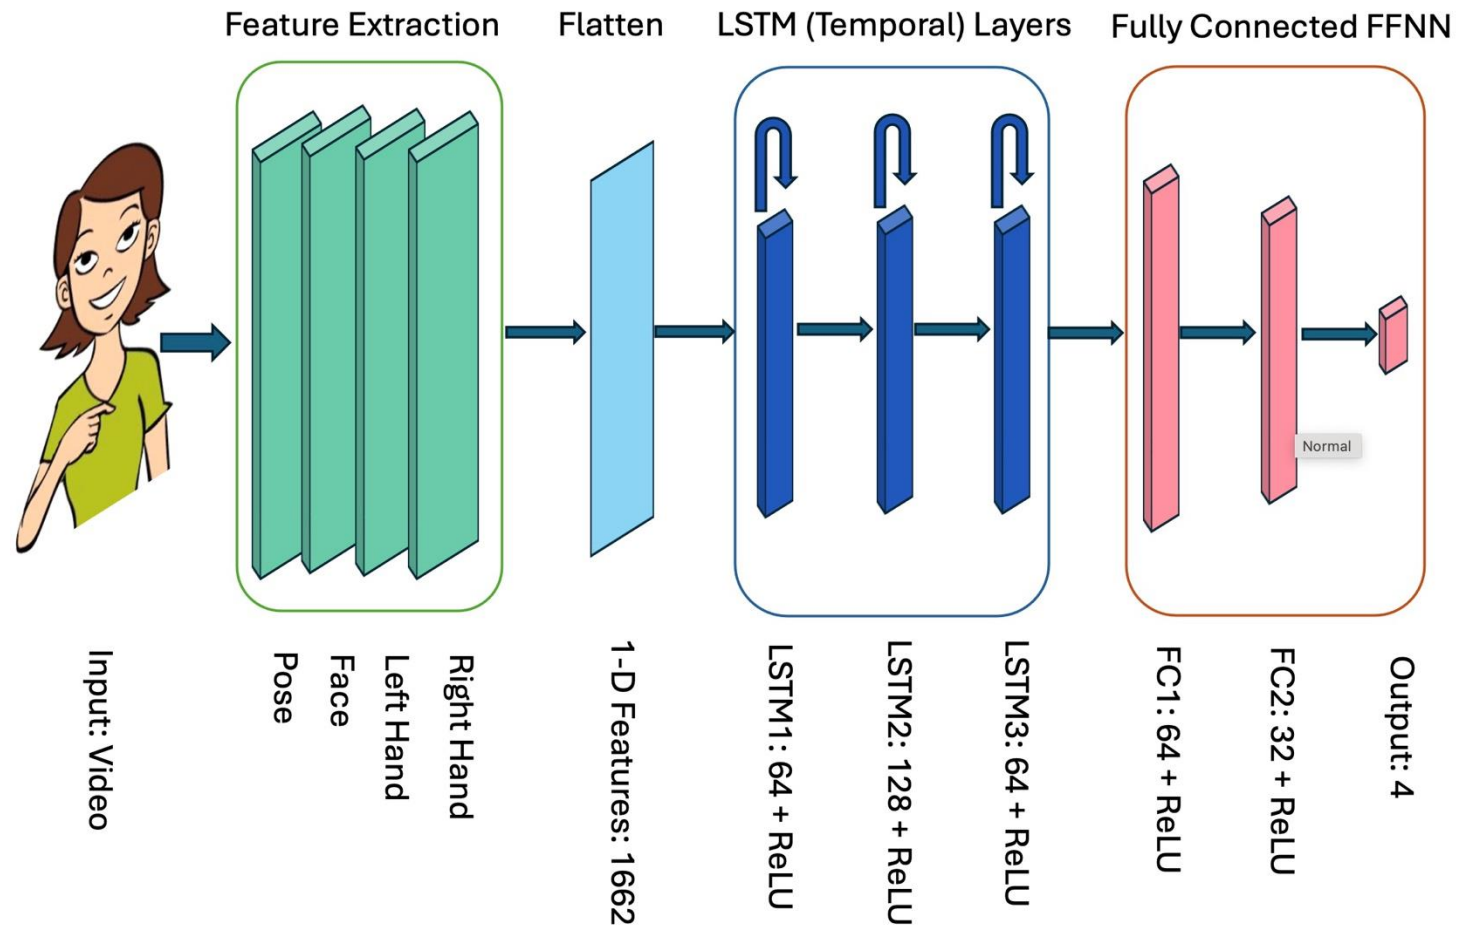 Feature Extraction
Flatten
LSTM (Temporal) Layers
Fully Connected FFNN
Normal
Input: Video
Pose
Face
Left Hand
Right Hand
1-D Features: 1662
LSTM1: 64 + ReLU
LSTM2: 128 + ReLU
LSTM3: 64 + ReLU
FC1: 64 + ReLU
FC2: 32 + ReLU
Output: 4